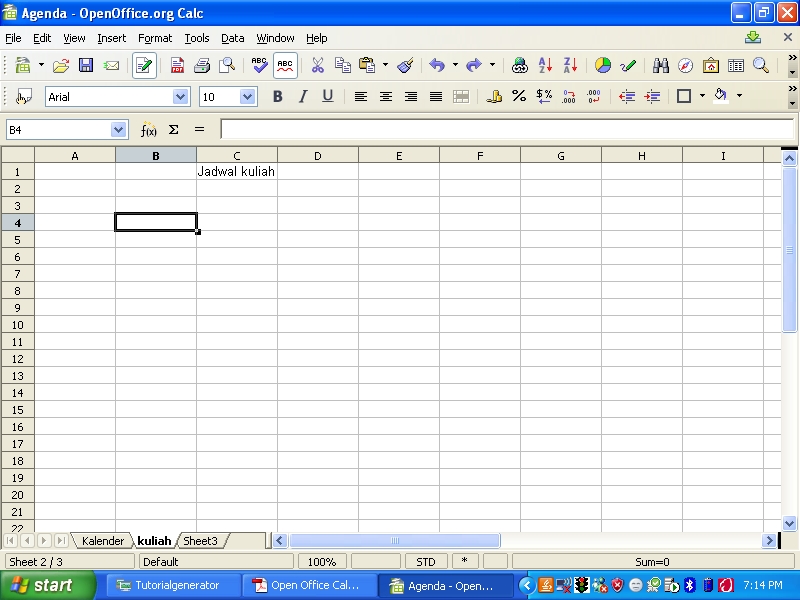 Agenda - OpenOffice.org Calc
File Edit View Insert Format Tools Data Window Help
ABC ABC
Arial 10 B I U
B4 f(x) Σ =
A B C D E F G H I
1 Jadwal kuliah
2
3
4
5
6
7
8
9
10
11
12
13
14
15
16
17
18
19
20
21
22
Kalender kuliah Sheet3
Sheet 2 / 3 Default 100% STD * Sum=0
start Tutorialgenerator Open Office Cal... Agenda - Open... 7:14 PM